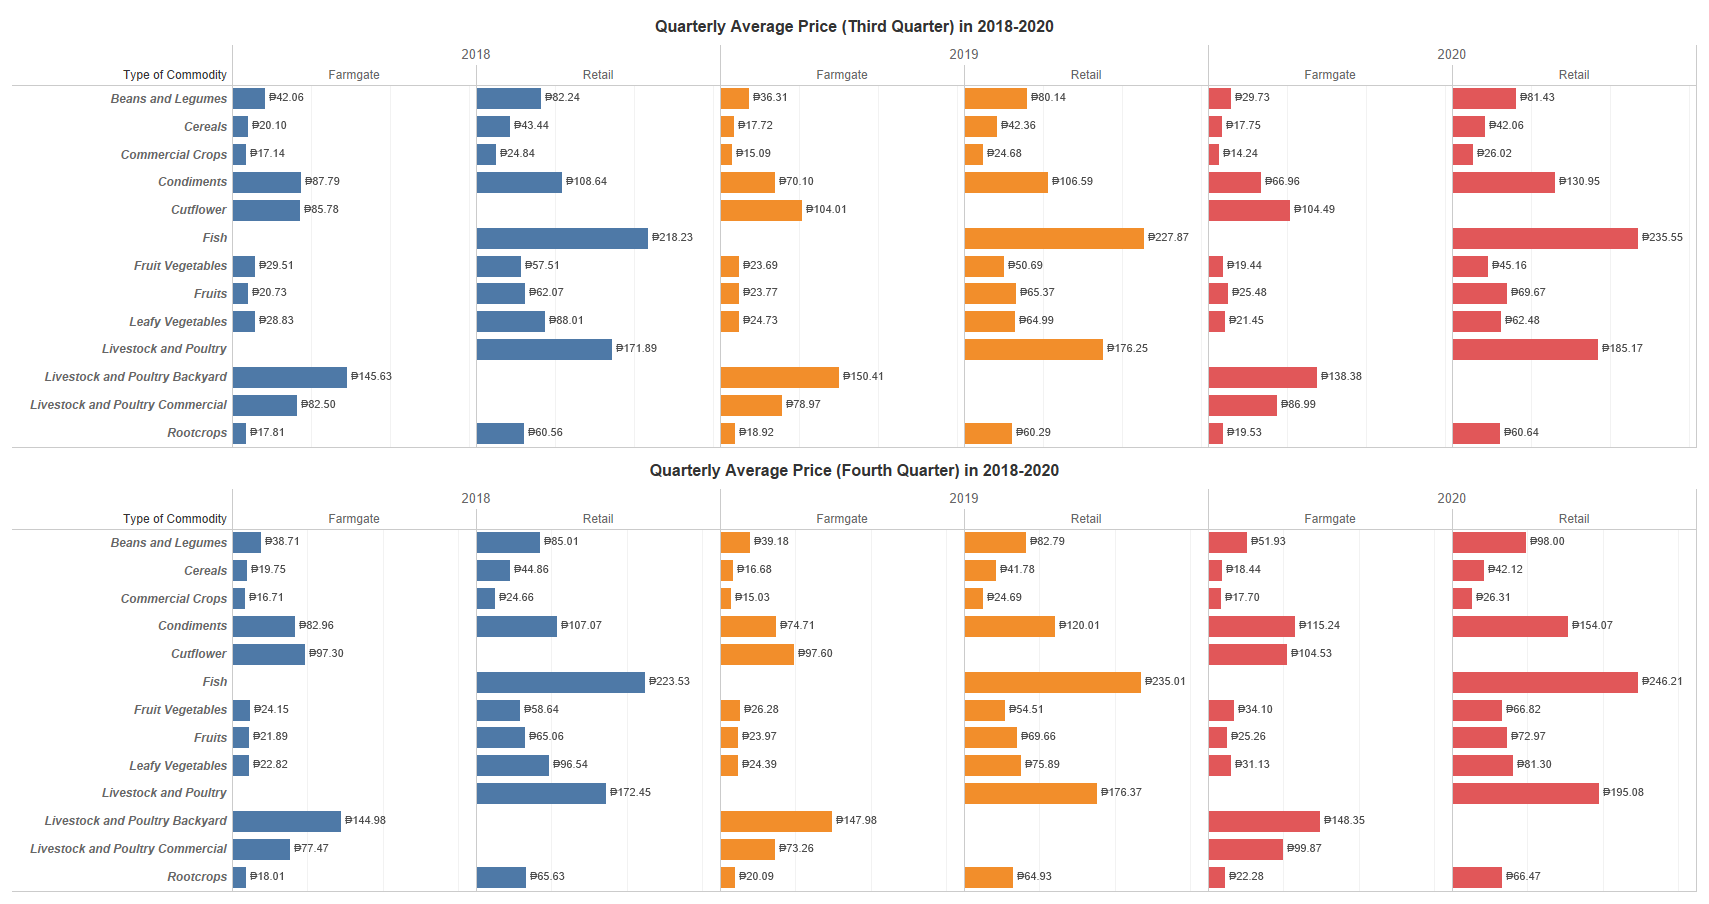 Quarterly Average Price (Third Quarter) in 2018-2020
2018 2019 2020
Type of Commodity Farmgate Retail Farmgate Retail Farmgate Retail
Beans and Legumes ₱42.06 ₱82.24 ₱36.31 ₱80.14 ₱29.73 ₱81.43
Cereals ₱20.10 ₱43.44 ₱17.72 ₱42.36 ₱17.75 ₱42.06
Commercial Crops ₱17.14 ₱24.84 ₱15.09 ₱24.68 ₱14.24 ₱26.02
Condiments ₱87.79 ₱108.64 ₱70.10 ₱106.59 ₱66.96 ₱130.95
Cutflower ₱85.78 ₱104.01 ₱104.49
Fish ₱218.23 ₱227.87 ₱235.55
Fruit Vegetables ₱29.51 ₱57.51 ₱23.69 ₱50.69 ₱19.44 ₱45.16
Fruits ₱20.73 ₱62.07 ₱23.77 ₱65.37 ₱25.48 ₱69.67
Leafy Vegetables ₱28.83 ₱88.01 ₱24.73 ₱64.99 ₱21.45 ₱62.48
Livestock and Poultry ₱171.89 ₱176.25 ₱185.17
Livestock and Poultry Backyard ₱145.63 ₱150.41 ₱138.38
Livestock and Poultry Commercial ₱82.50 ₱78.97 ₱86.99
Rootcrops ₱17.81 ₱60.56 ₱18.92 ₱60.29 ₱19.53 ₱60.64
Quarterly Average Price (Fourth Quarter) in 2018-2020
2018 2019 2020
Type of Commodity Farmgate Retail Farmgate Retail Farmgate Retail
Beans and Legumes ₱38.71 ₱85.01 ₱39.18 ₱82.79 ₱51.93 ₱98.00
Cereals ₱19.75 ₱44.86 ₱16.68 ₱41.78 ₱18.44 ₱42.12
Commercial Crops ₱16.71 ₱24.66 ₱15.03 ₱24.69 ₱17.70 ₱26.31
Condiments ₱82.96 ₱107.07 ₱74.71 ₱120.01 ₱115.24 ₱154.07
Cutflower ₱97.30 ₱97.60 ₱104.53
Fish ₱223.53 ₱235.01 ₱246.21
Fruit Vegetables ₱24.15 ₱58.64 ₱26.28 ₱54.51 ₱34.10 ₱66.82
Fruits ₱21.89 ₱65.06 ₱23.97 ₱69.66 ₱25.26 ₱72.97
Leafy Vegetables ₱22.82 ₱96.54 ₱24.39 ₱75.89 ₱31.13 ₱81.30
Livestock and Poultry ₱172.45 ₱176.37 ₱195.08
Livestock and Poultry Backyard ₱144.98 ₱147.98 ₱148.35
Livestock and Poultry Commercial ₱77.47 ₱73.26 ₱99.87
Rootcrops ₱18.01 ₱65.63 ₱20.09 ₱64.93 ₱22.28 ₱66.47